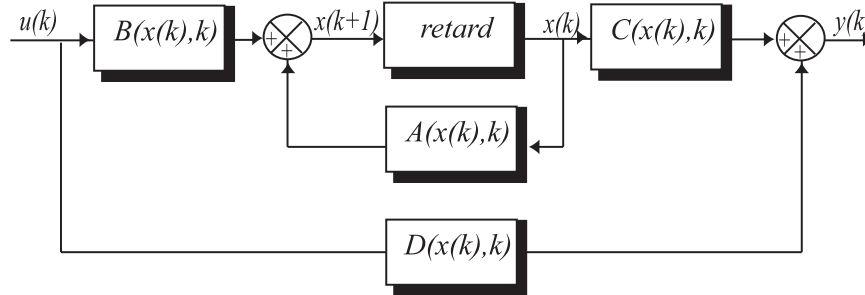 u(k)
B(x(k),k)
+
+
x(k+1)
retard
x(k)
C(x(k),k)
+
+
y(k
A(x(k),k)
D(x(k),k)